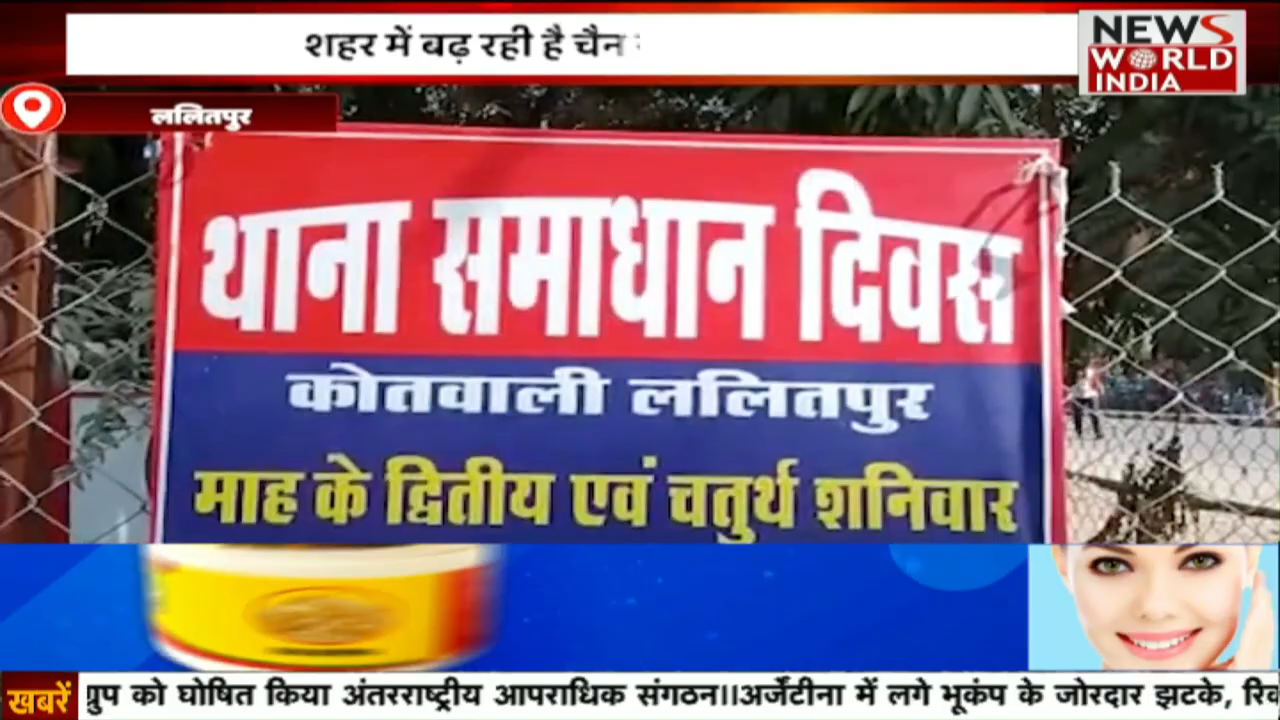 शहर में बढ़ रही है चैन
NEWS
WORLD
INDIA
ललितपुर
थाना समाधान दिवस
कोतवाली ललितपुर
माह के द्वितीय एवं चतुर्थ शनिवार
खबरें
को घोषित किया अंतरराष्ट्रीय आपराधिक संगठन।।अर्जेंटीना में लगे भूकंप के जोरदार झटके,